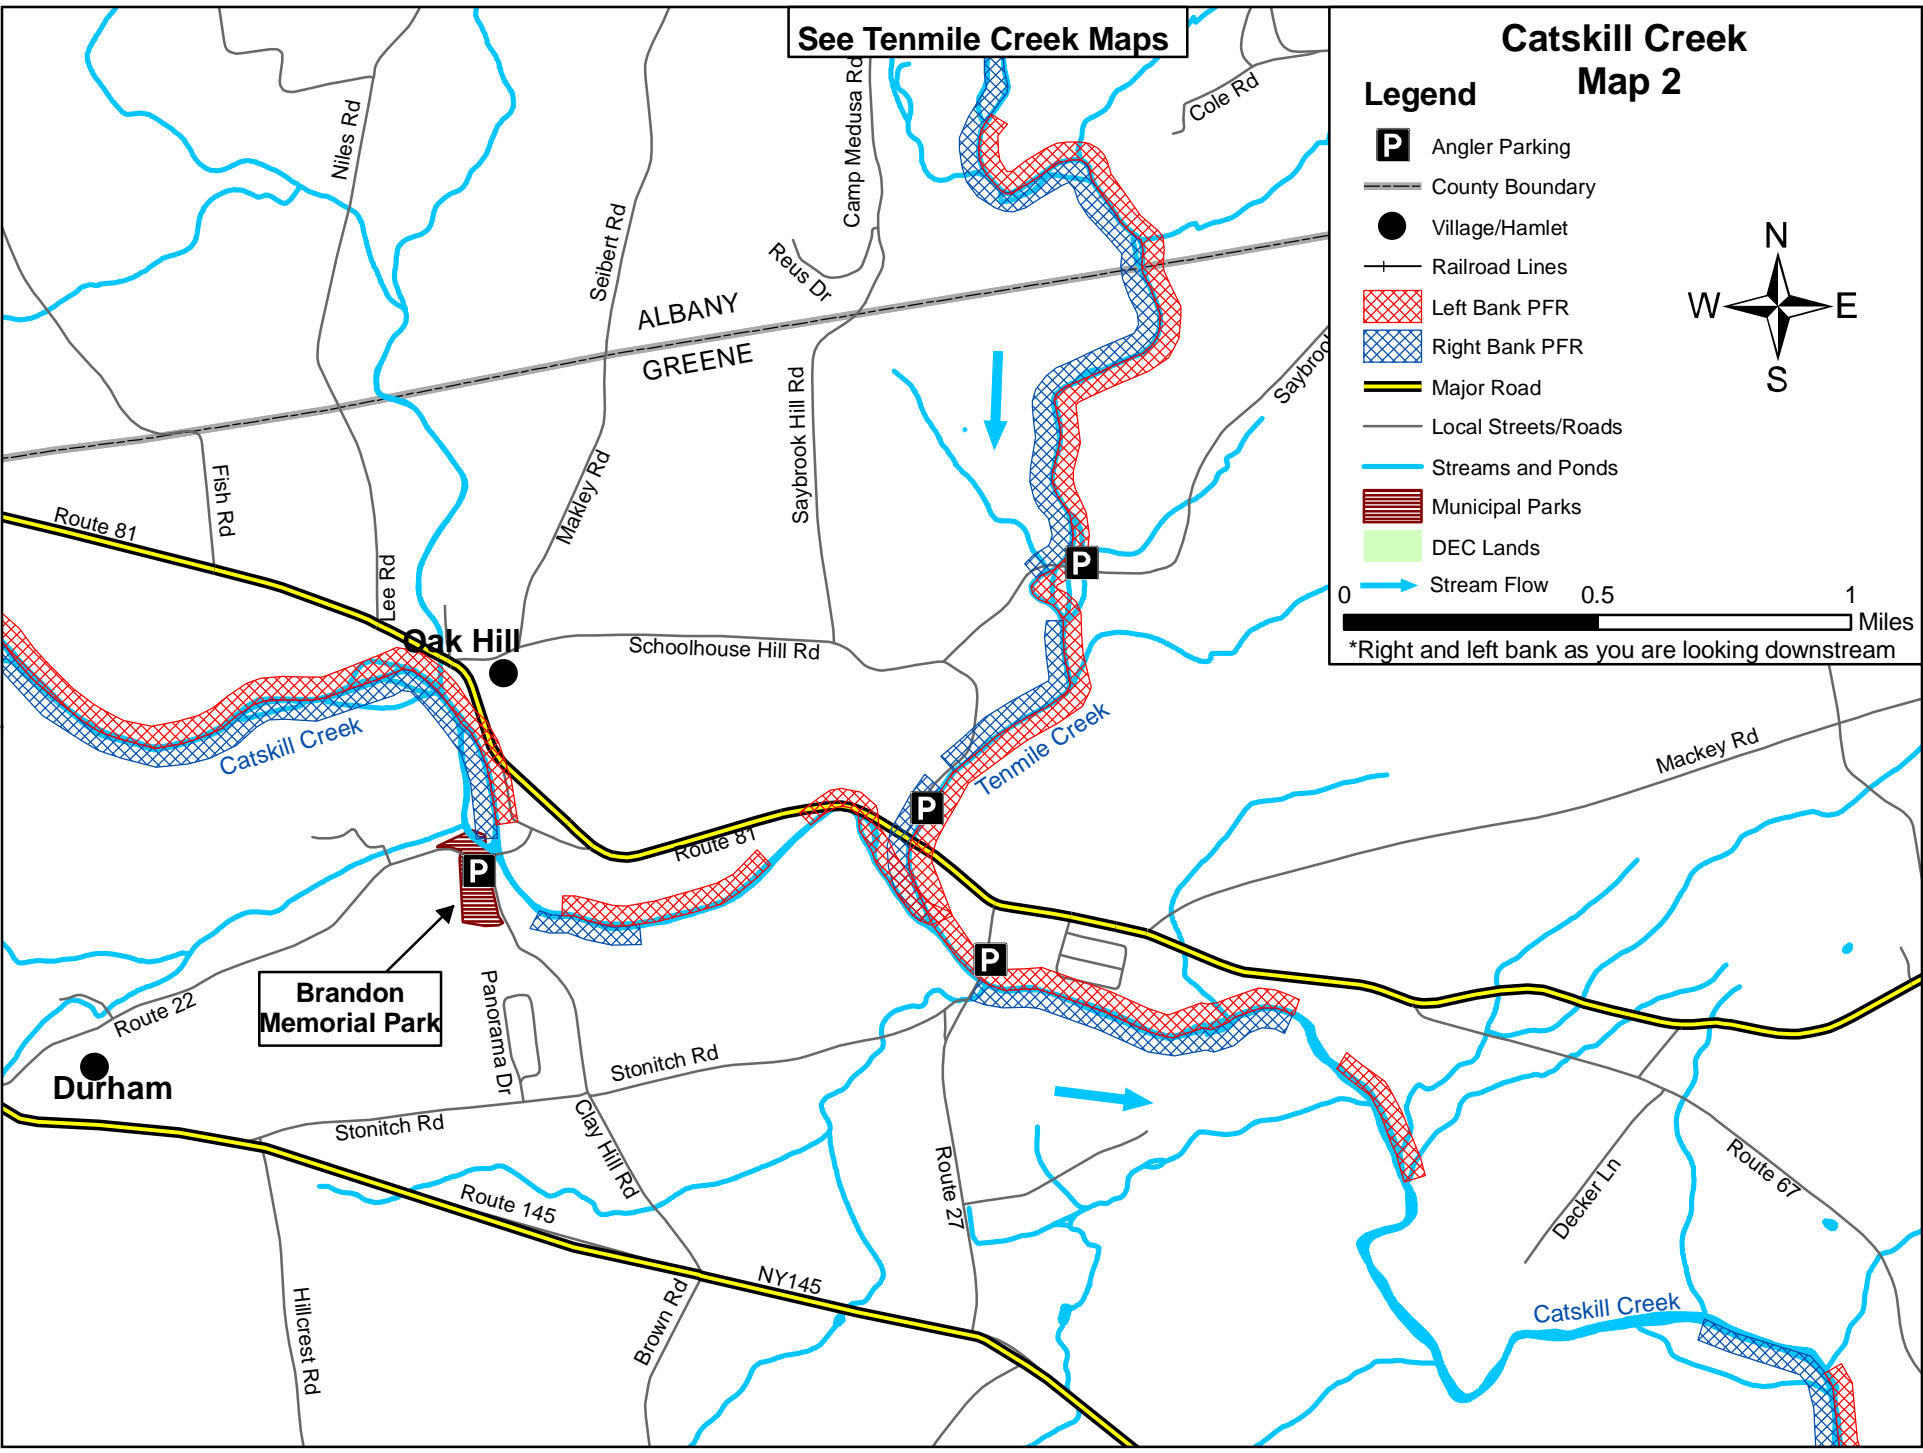 See Tenmile Creek Maps
Catskill Creek
Map 2
Legend
P
Angler Parking
County Boundary
Village/Hamlet
Railroad Lines
Left Bank PFR
Right Bank PFR
Major Road
Local Streets/Roads
Streams and Ponds
Municipal Parks
DEC Lands
Stream Flow
N
W
E
S
0
0.5
1
Miles
*Right and left bank as you are looking downstream
Niles Rd
Seibert Rd
Camp Medusa Rd
Cole Rd
Reus Dr
ALBANY
GREENE
Saybrook Hill Rd
Makley Rd
Fish Rd
Route 81
Lee Rd
Oak Hill
Schoolhouse Hill Rd
P
Catskill Creek
Tenmile Creek
Mackey Rd
P
Route 81
P
P
Brandon
Memorial Park
Panorama Dr
Route 22
Durham
Stonitch Rd
Stonitch Rd
Clay Hill Rd
Route 27
Route 145
NY145
Brown Rd
Hillcrest Rd
Decker Ln
Route 67
Catskill Creek